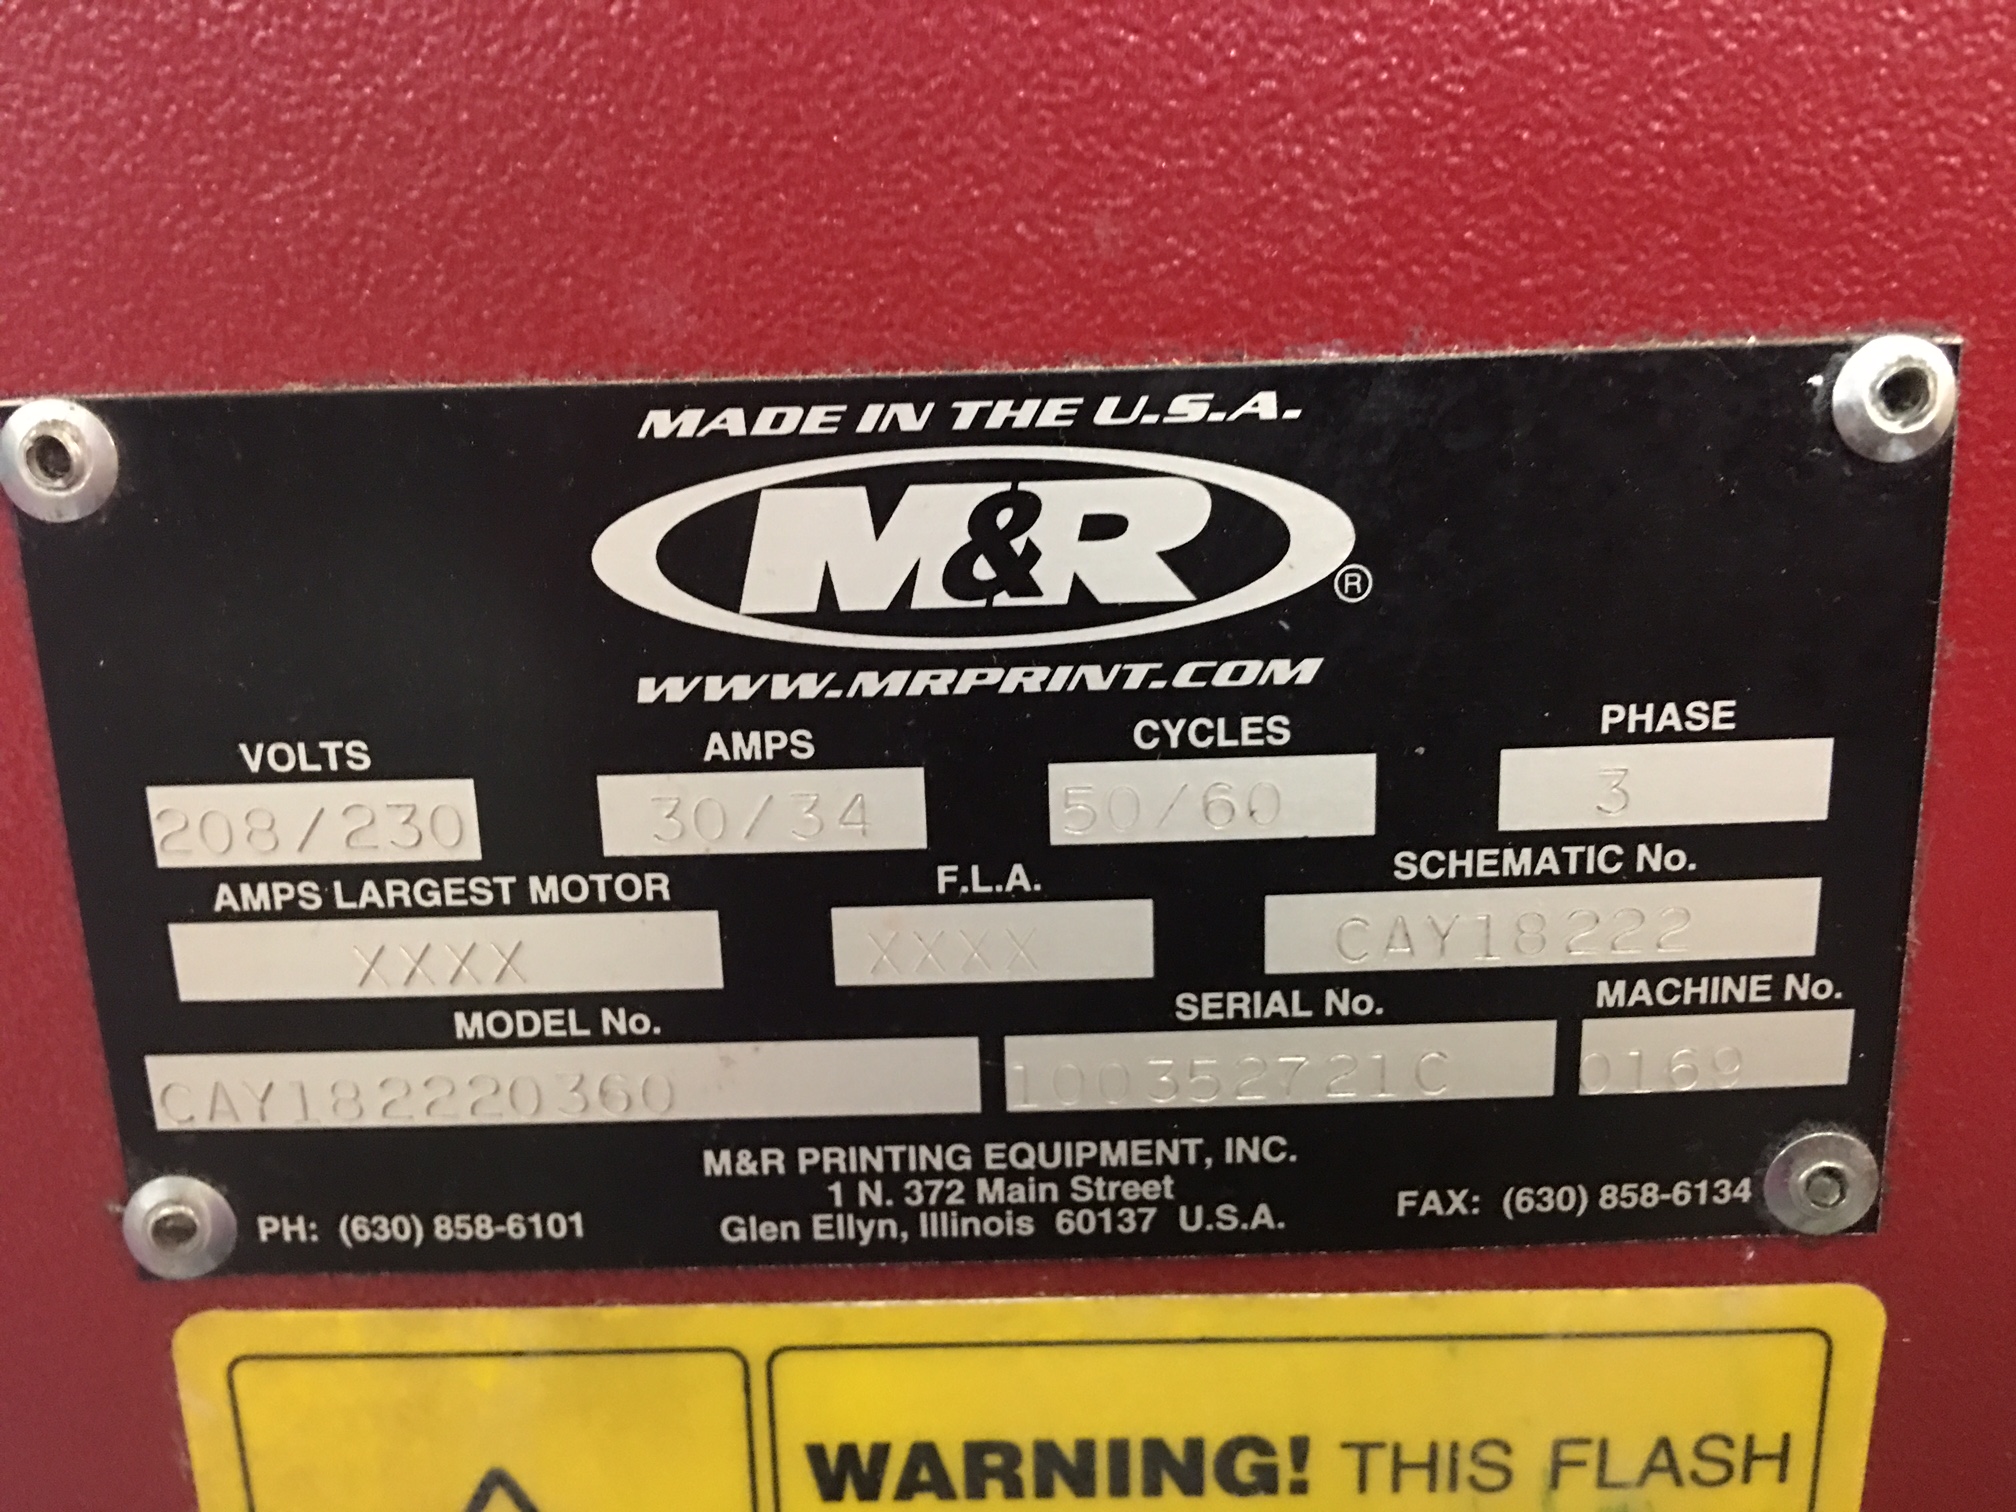 MADE IN THE U.S.A.
M&R®
WWW.MRPRINT.COM
VOLTS AMPS CYCLES PHASE
208/230 30/34 50/60 3
AMPS LARGEST MOTOR F.L.A. SCHEMATIC No.
XXXX XXXX CAY18222
MODEL No. SERIAL No. MACHINE No.
CAY182220360 100352721C 0169
M&R PRINTING EQUIPMENT, INC.
1 N. 372 Main Street
PH: (630) 858-6101 Glen Ellyn, Illinois 60137 U.S.A. FAX: (630) 858-6134
WARNING! THIS FLASH